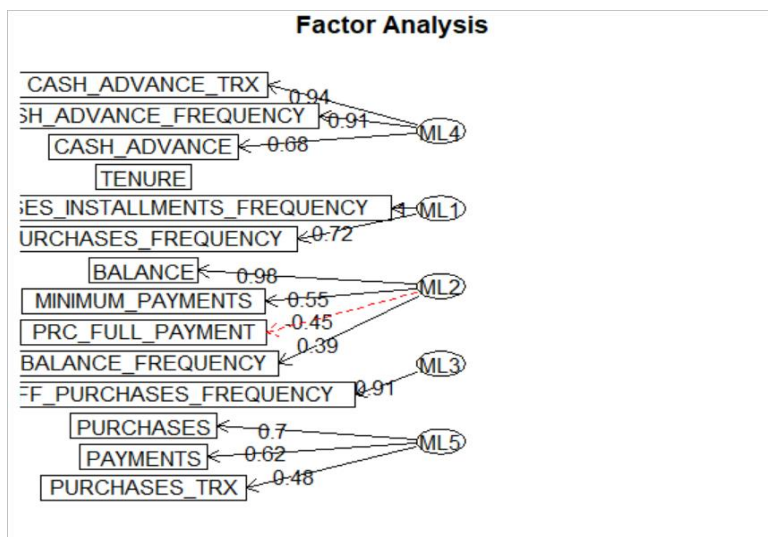 Factor Analysis
CASH_ADVANCE_TRX
0.94
SH_ADVANCE_FREQUENCY
0.91
ML4
CASH_ADVANCE
0.68
TENURE
SES_INSTALLMENTS_FREQUENCY
1
ML1
URCHASES_FREQUENCY
0.72
BALANCE
0.98
ML2
MINIMUM_PAYMENTS
0.55
PRC_FULL_PAYMENT
0.45
BALANCE_FREQUENCY
0.39
ML3
FF_PURCHASES_FREQUENCY
0.91
PURCHASES
0.7
ML5
PAYMENTS
0.62
PURCHASES_TRX
0.48